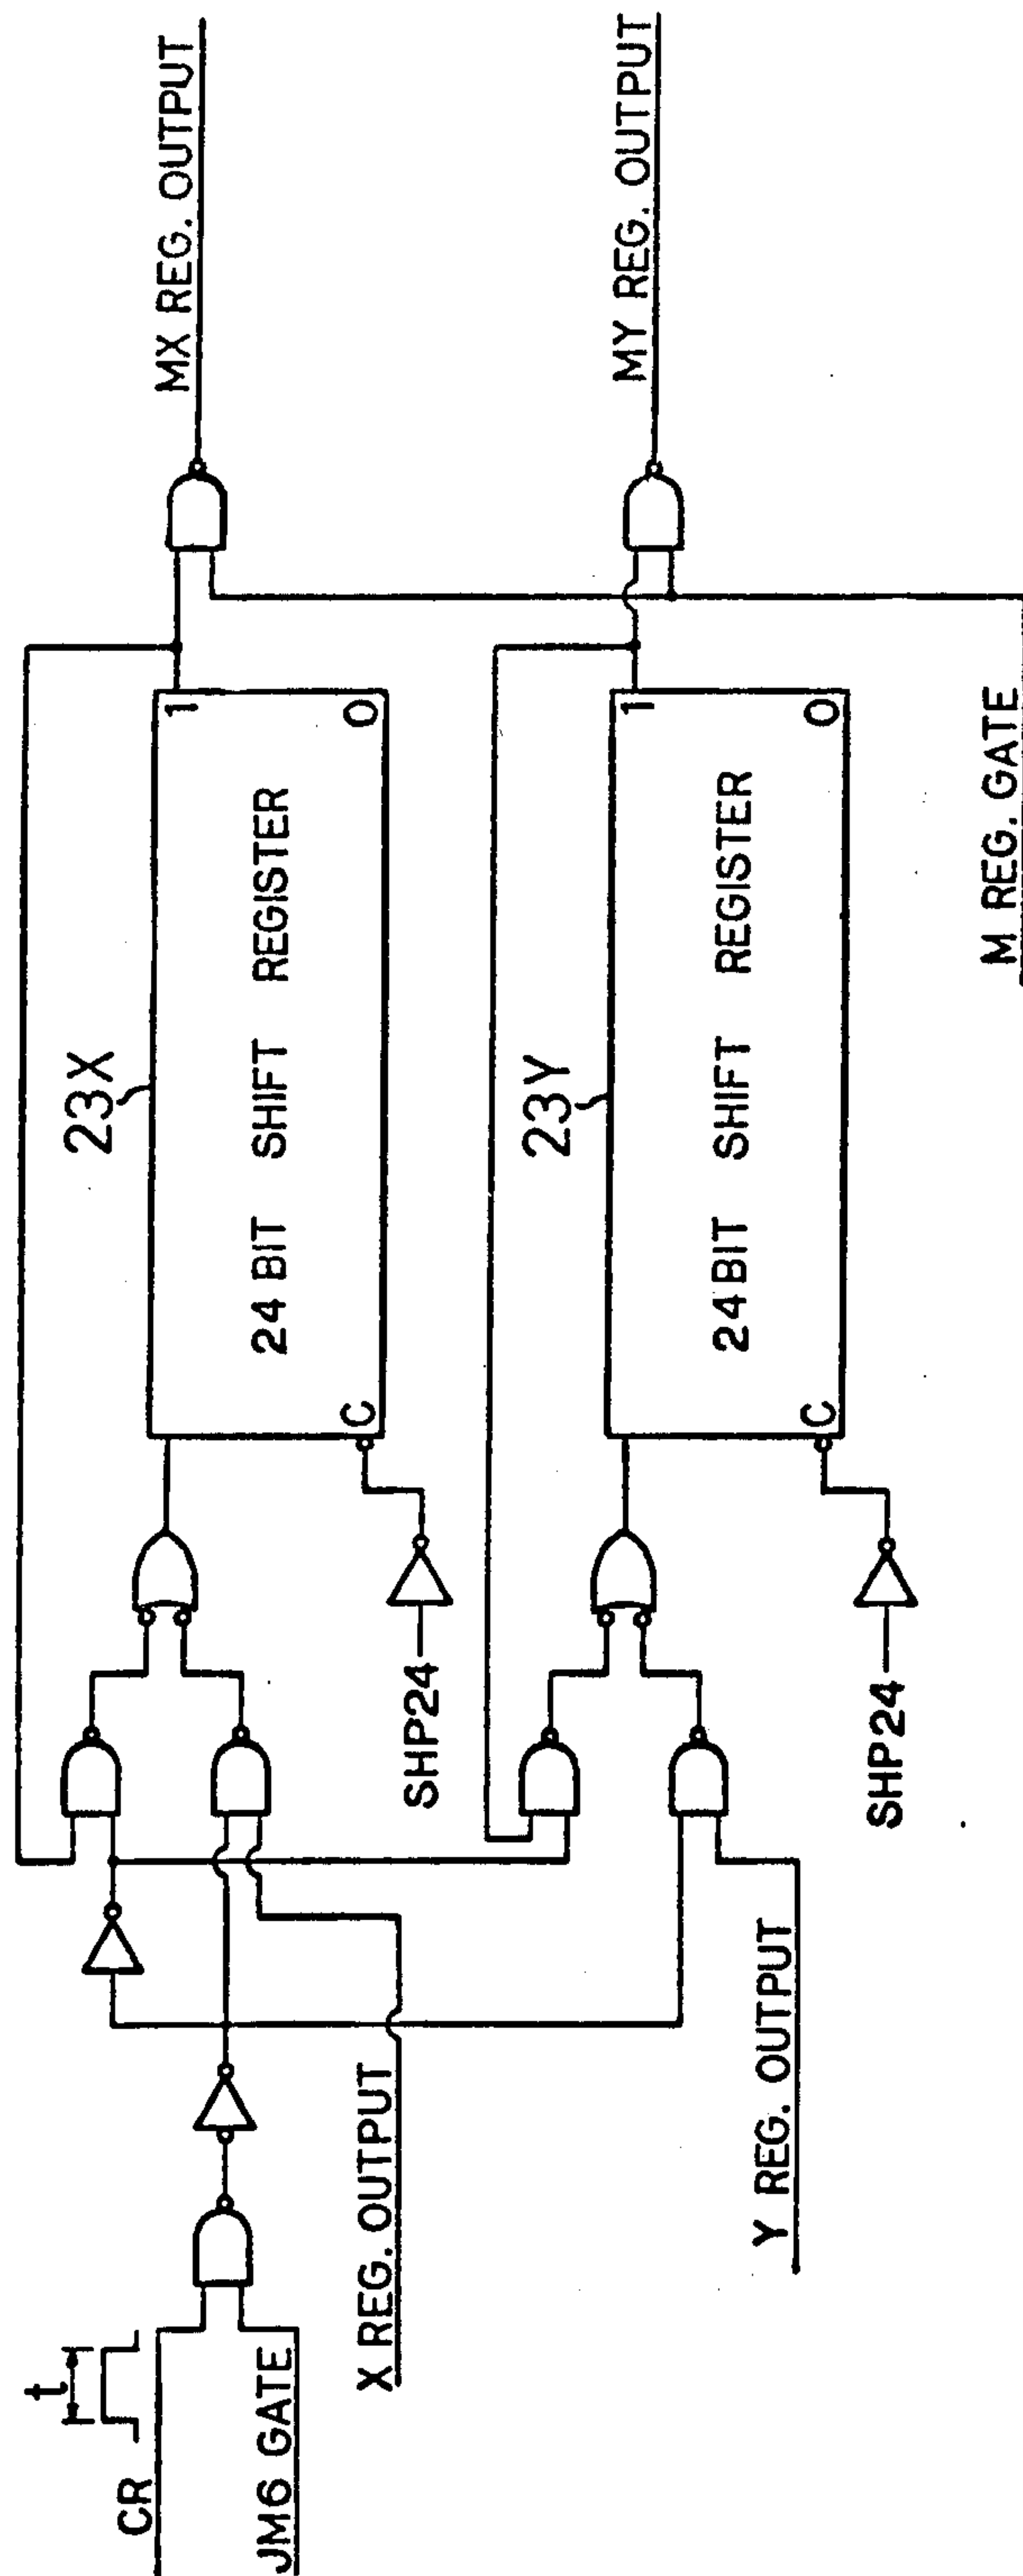 t
CR
JM6 GATE
X REG. OUTPUT
Y REG. OUTPUT
SHP24
SHP24
23X
24 BIT SHIFT REGISTER
C
1
0
23Y
24 BIT SHIFT REGISTER
C
1
0
M REG. GATE
MX REG. OUTPUT
MY REG. OUTPUT